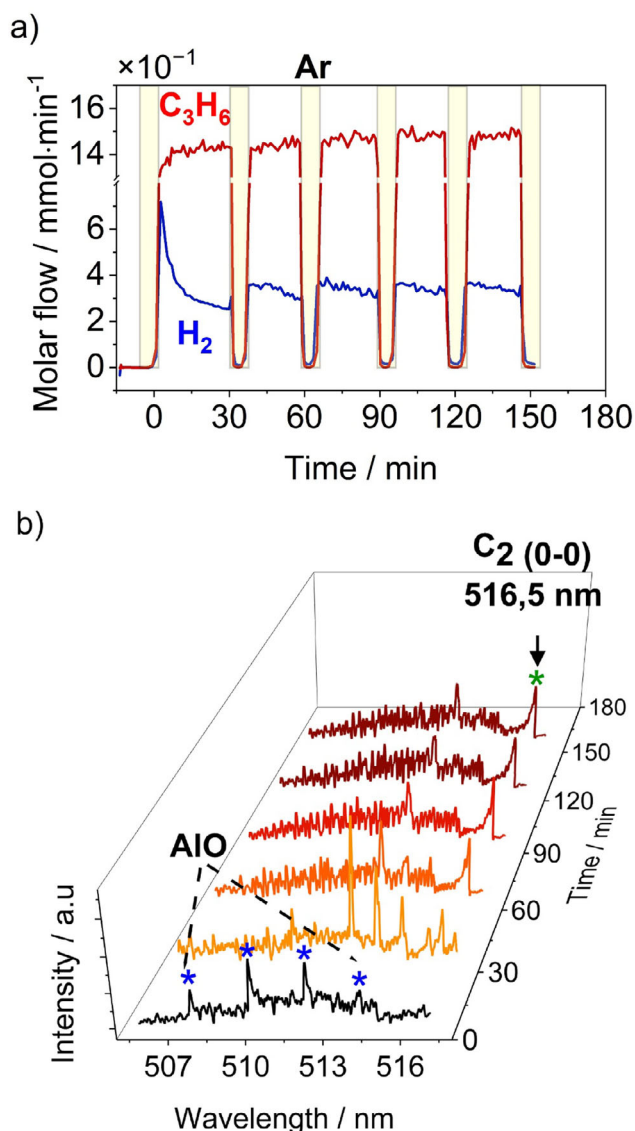 a)
×10⁻¹
Ar
C₃H₆
16
14
6
4
2
0
H₂
Molar flow / mmol·min⁻¹
0 30 60 90 120 150 180
Time / min
b)
C₂ (0-0)
516,5 nm
*
AlO
* * * *
Intensity / a.u
507 510 513 516
Wavelength / nm
0
30
60
90
120
150
180
Time / min